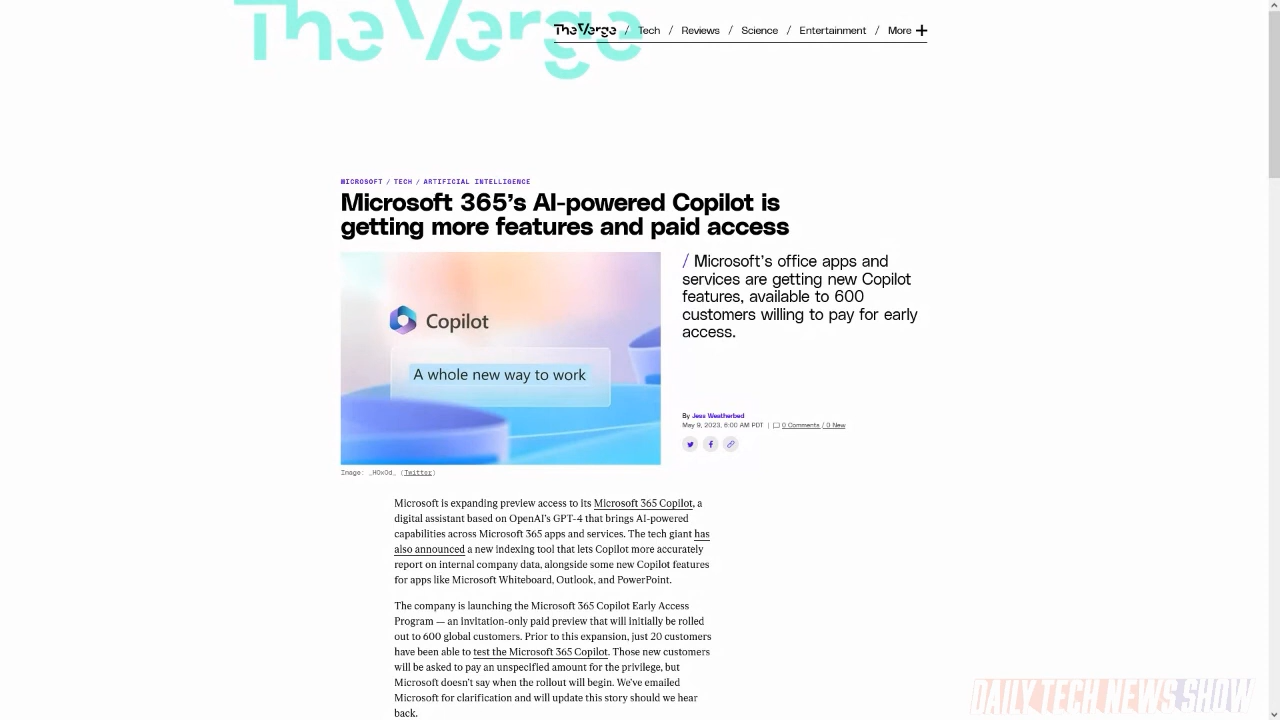 The Verge
The Verge / Tech / Reviews / Science / Entertainment / More +
MICROSOFT / TECH / ARTIFICIAL INTELLIGENCE
Microsoft 365’s AI-powered Copilot is
getting more features and paid access
Copilot
A whole new way to work
/ Microsoft’s office apps and
services are getting new Copilot
features, available to 600
customers willing to pay for early
access.
By Jess Weatherbed
May 9, 2023, 6:00 AM PDT | 0 Comments / 0 New
Image: _H0x0d_ (Twitter)
Microsoft is expanding preview access to its Microsoft 365 Copilot, a
digital assistant based on OpenAI’s GPT-4 that brings AI-powered
capabilities across Microsoft 365 apps and services. The tech giant has
also announced a new indexing tool that lets Copilot more accurately
report on internal company data, alongside some new Copilot features
for apps like Microsoft Whiteboard, Outlook, and PowerPoint.
The company is launching the Microsoft 365 Copilot Early Access
Program — an invitation-only paid preview that will initially be rolled
out to 600 global customers. Prior to this expansion, just 20 customers
have been able to test the Microsoft 365 Copilot. Those new customers
will be asked to pay an unspecified amount for the privilege, but
Microsoft doesn’t say when the rollout will begin. We’ve emailed
Microsoft for clarification and will update this story should we hear
back.
DAILY TECH NEWS SHOW